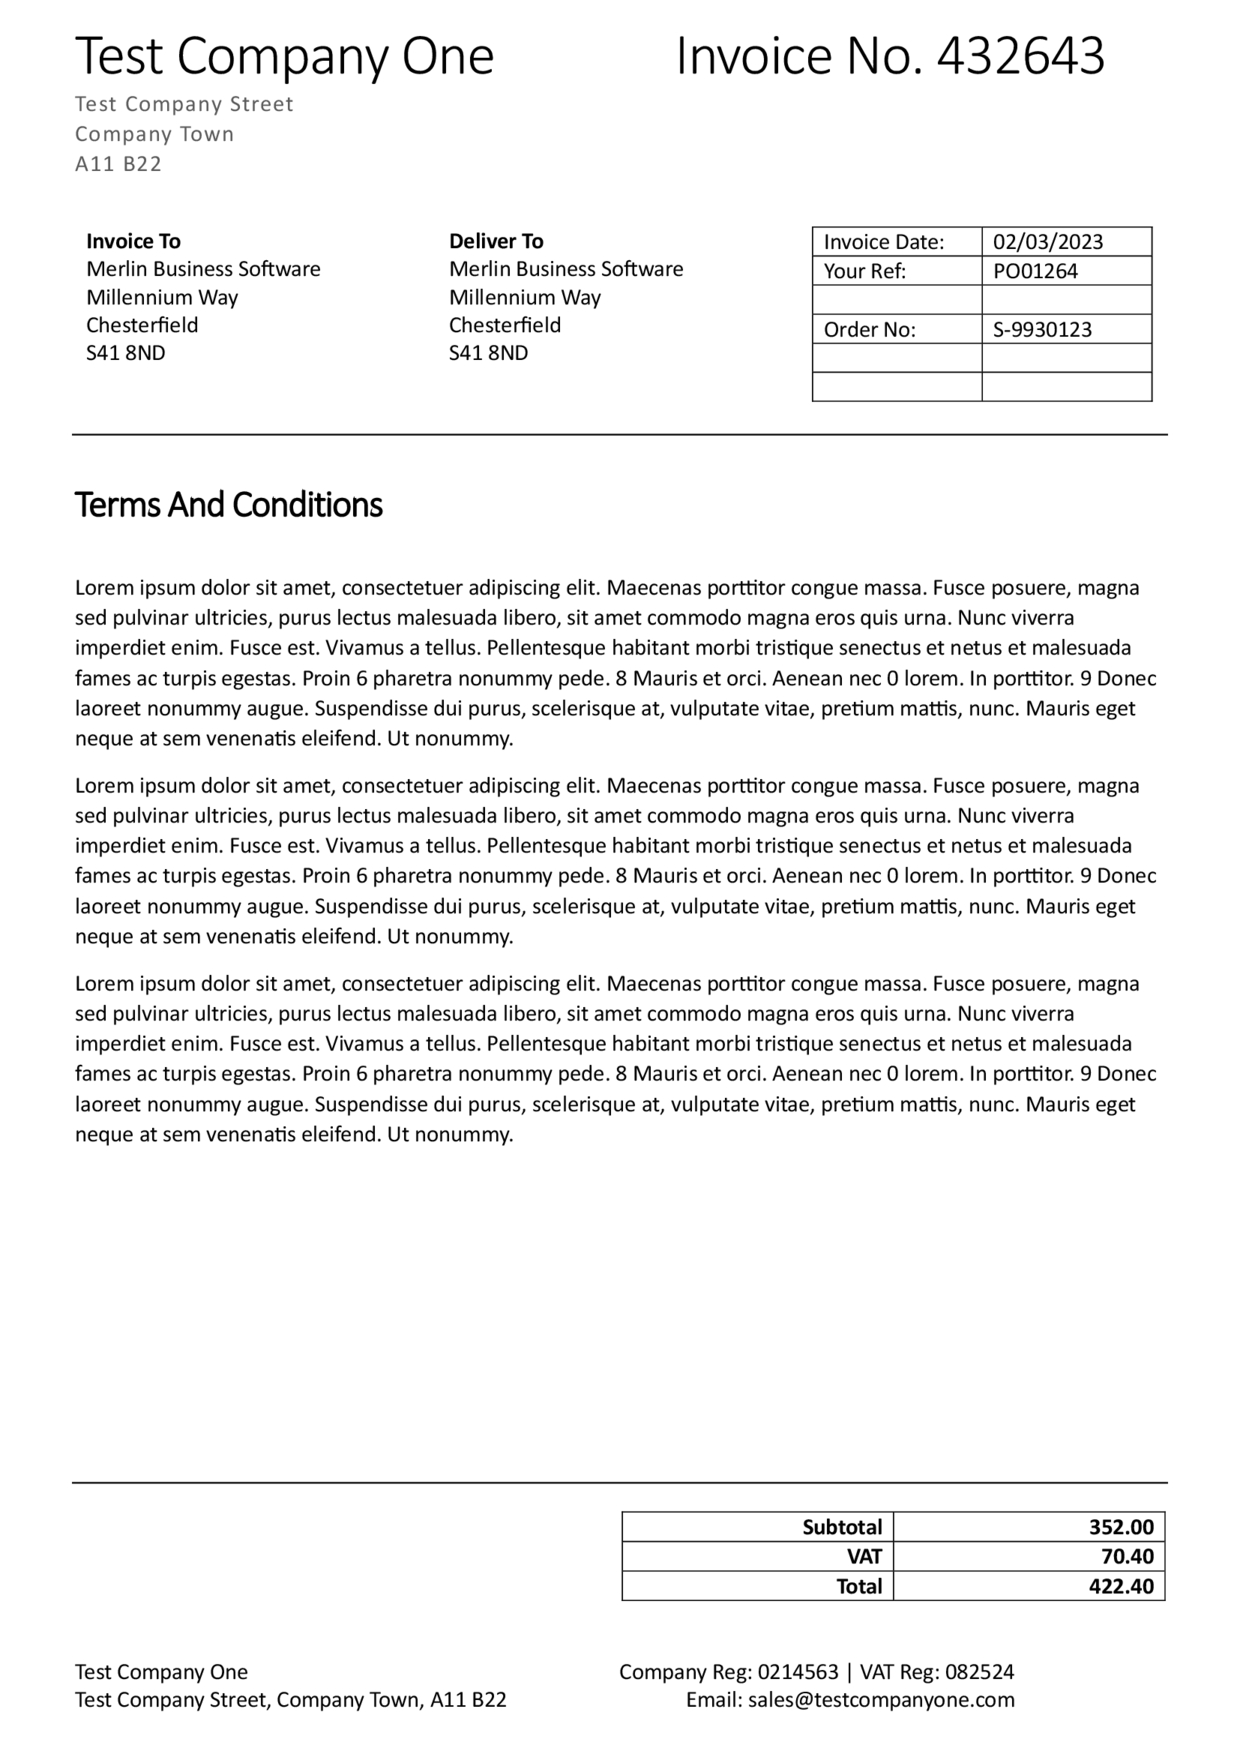 Test Company One
Invoice No. 432643
Test Company Street
Company Town
A11 B22
Invoice To
Merlin Business Software
Millennium Way
Chesterfield
S41 8ND
Deliver To
Merlin Business Software
Millennium Way
Chesterfield
S41 8ND
Invoice Date: 02/03/2023
Your Ref: PO01264
Order No: S-9930123
Terms And Conditions
Lorem ipsum dolor sit amet, consectetuer adipiscing elit. Maecenas porttitor congue massa. Fusce posuere, magna
sed pulvinar ultricies, purus lectus malesuada libero, sit amet commodo magna eros quis urna. Nunc viverra
imperdiet enim. Fusce est. Vivamus a tellus. Pellentesque habitant morbi tristique senectus et netus et malesuada
fames ac turpis egestas. Proin 6 pharetra nonummy pede. 8 Mauris et orci. Aenean nec 0 lorem. In porttitor. 9 Donec
laoreet nonummy augue. Suspendisse dui purus, scelerisque at, vulputate vitae, pretium mattis, nunc. Mauris eget
neque at sem venenatis eleifend. Ut nonummy.
Lorem ipsum dolor sit amet, consectetuer adipiscing elit. Maecenas porttitor congue massa. Fusce posuere, magna
sed pulvinar ultricies, purus lectus malesuada libero, sit amet commodo magna eros quis urna. Nunc viverra
imperdiet enim. Fusce est. Vivamus a tellus. Pellentesque habitant morbi tristique senectus et netus et malesuada
fames ac turpis egestas. Proin 6 pharetra nonummy pede. 8 Mauris et orci. Aenean nec 0 lorem. In porttitor. 9 Donec
laoreet nonummy augue. Suspendisse dui purus, scelerisque at, vulputate vitae, pretium mattis, nunc. Mauris eget
neque at sem venenatis eleifend. Ut nonummy.
Lorem ipsum dolor sit amet, consectetuer adipiscing elit. Maecenas porttitor congue massa. Fusce posuere, magna
sed pulvinar ultricies, purus lectus malesuada libero, sit amet commodo magna eros quis urna. Nunc viverra
imperdiet enim. Fusce est. Vivamus a tellus. Pellentesque habitant morbi tristique senectus et netus et malesuada
fames ac turpis egestas. Proin 6 pharetra nonummy pede. 8 Mauris et orci. Aenean nec 0 lorem. In porttitor. 9 Donec
laoreet nonummy augue. Suspendisse dui purus, scelerisque at, vulputate vitae, pretium mattis, nunc. Mauris eget
neque at sem venenatis eleifend. Ut nonummy.
Subtotal 352.00
VAT 70.40
Total 422.40
Test Company One
Test Company Street, Company Town, A11 B22
Company Reg: 0214563 | VAT Reg: 082524
Email: sales@testcompanyone.com